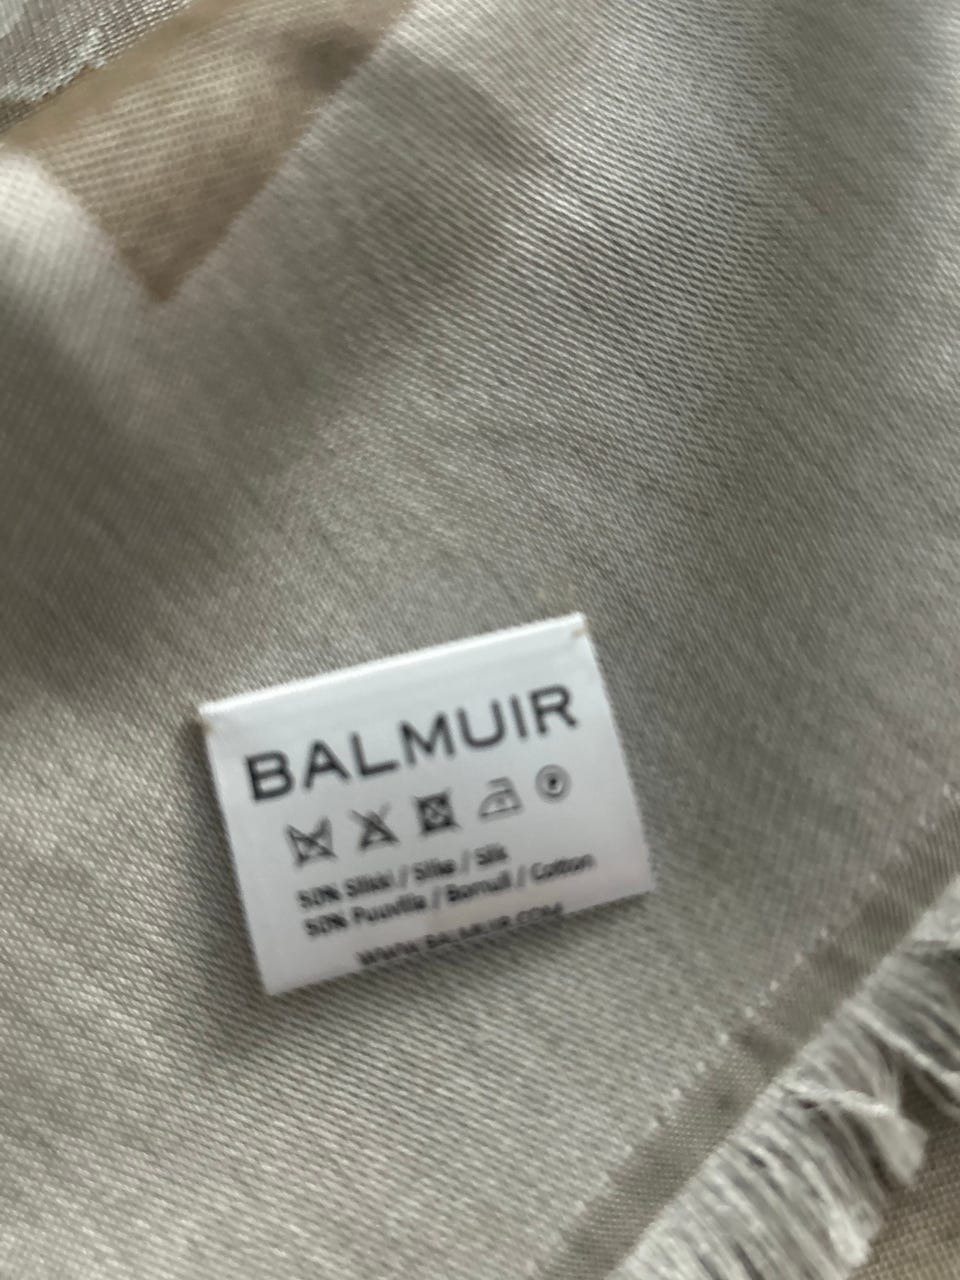 BALMUIR
50% Silkki / Silke / Silk
50% Puuvilla / Bomull / Cotton
WWW.BALMUIR.COM